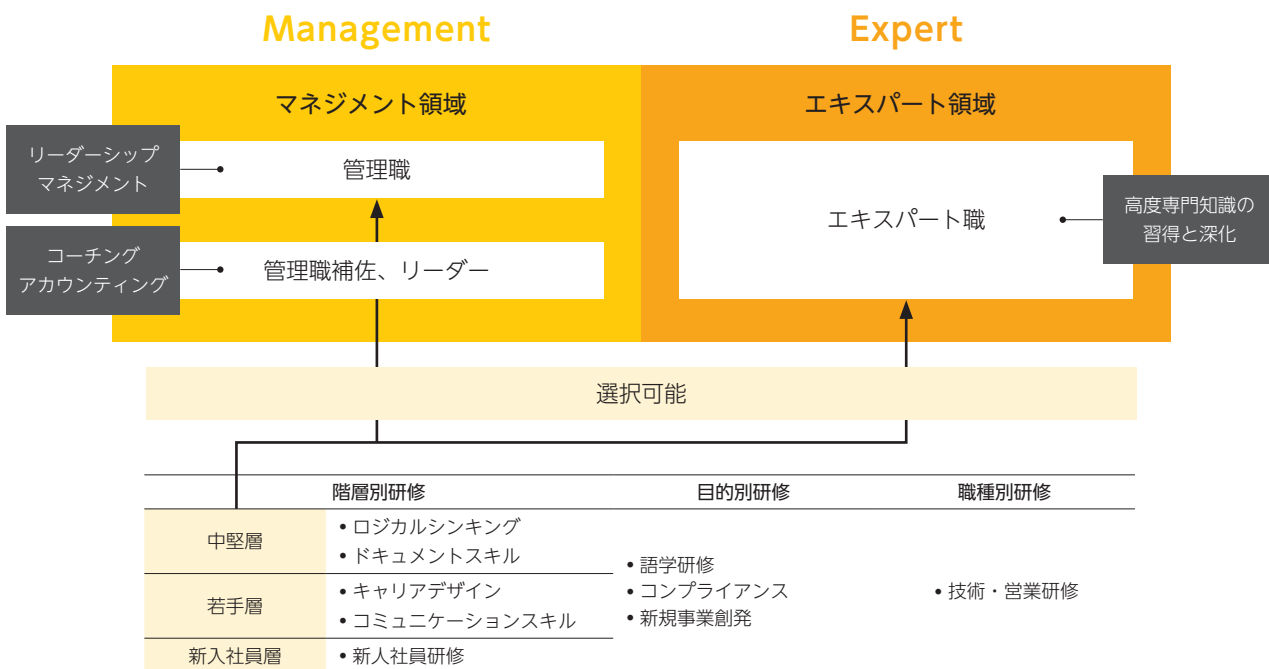 Management
Expert
マネジメント領域
エキスパート領域
リーダーシップ
マネジメント
管理職
コーチング
アカウンティング
管理職補佐、リーダー
エキスパート職
高度専門知識の
習得と深化
選択可能
階層別研修
目的別研修
職種別研修
中堅層
• ロジカルシンキング
• ドキュメントスキル
若手層
• キャリアデザイン
• コミュニケーションスキル
新入社員層
• 新人社員研修
• 語学研修
• コンプライアンス
• 新規事業創発
• 技術・営業研修